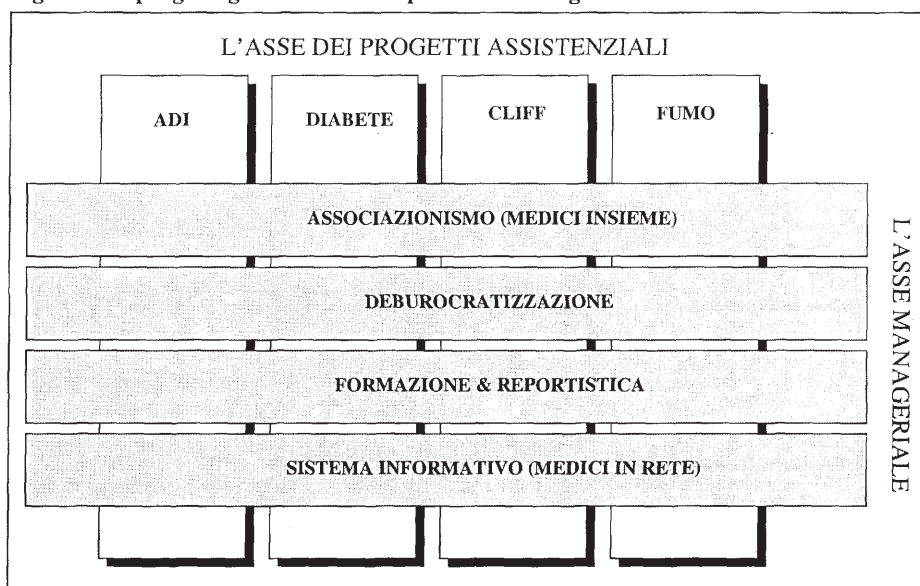 L'ASSE DEI PROGETTI ASSISTENZIALI
ADI DIABETE CLIFF FUMO
ASSOCIAZIONISMO (MEDICI INSIEME)
DEBUROCRATIZZAZIONE
FORMAZIONE & REPORTISTICA
SISTEMA INFORMATIVO (MEDICI IN RETE)
L'ASSE MANAGERIALE